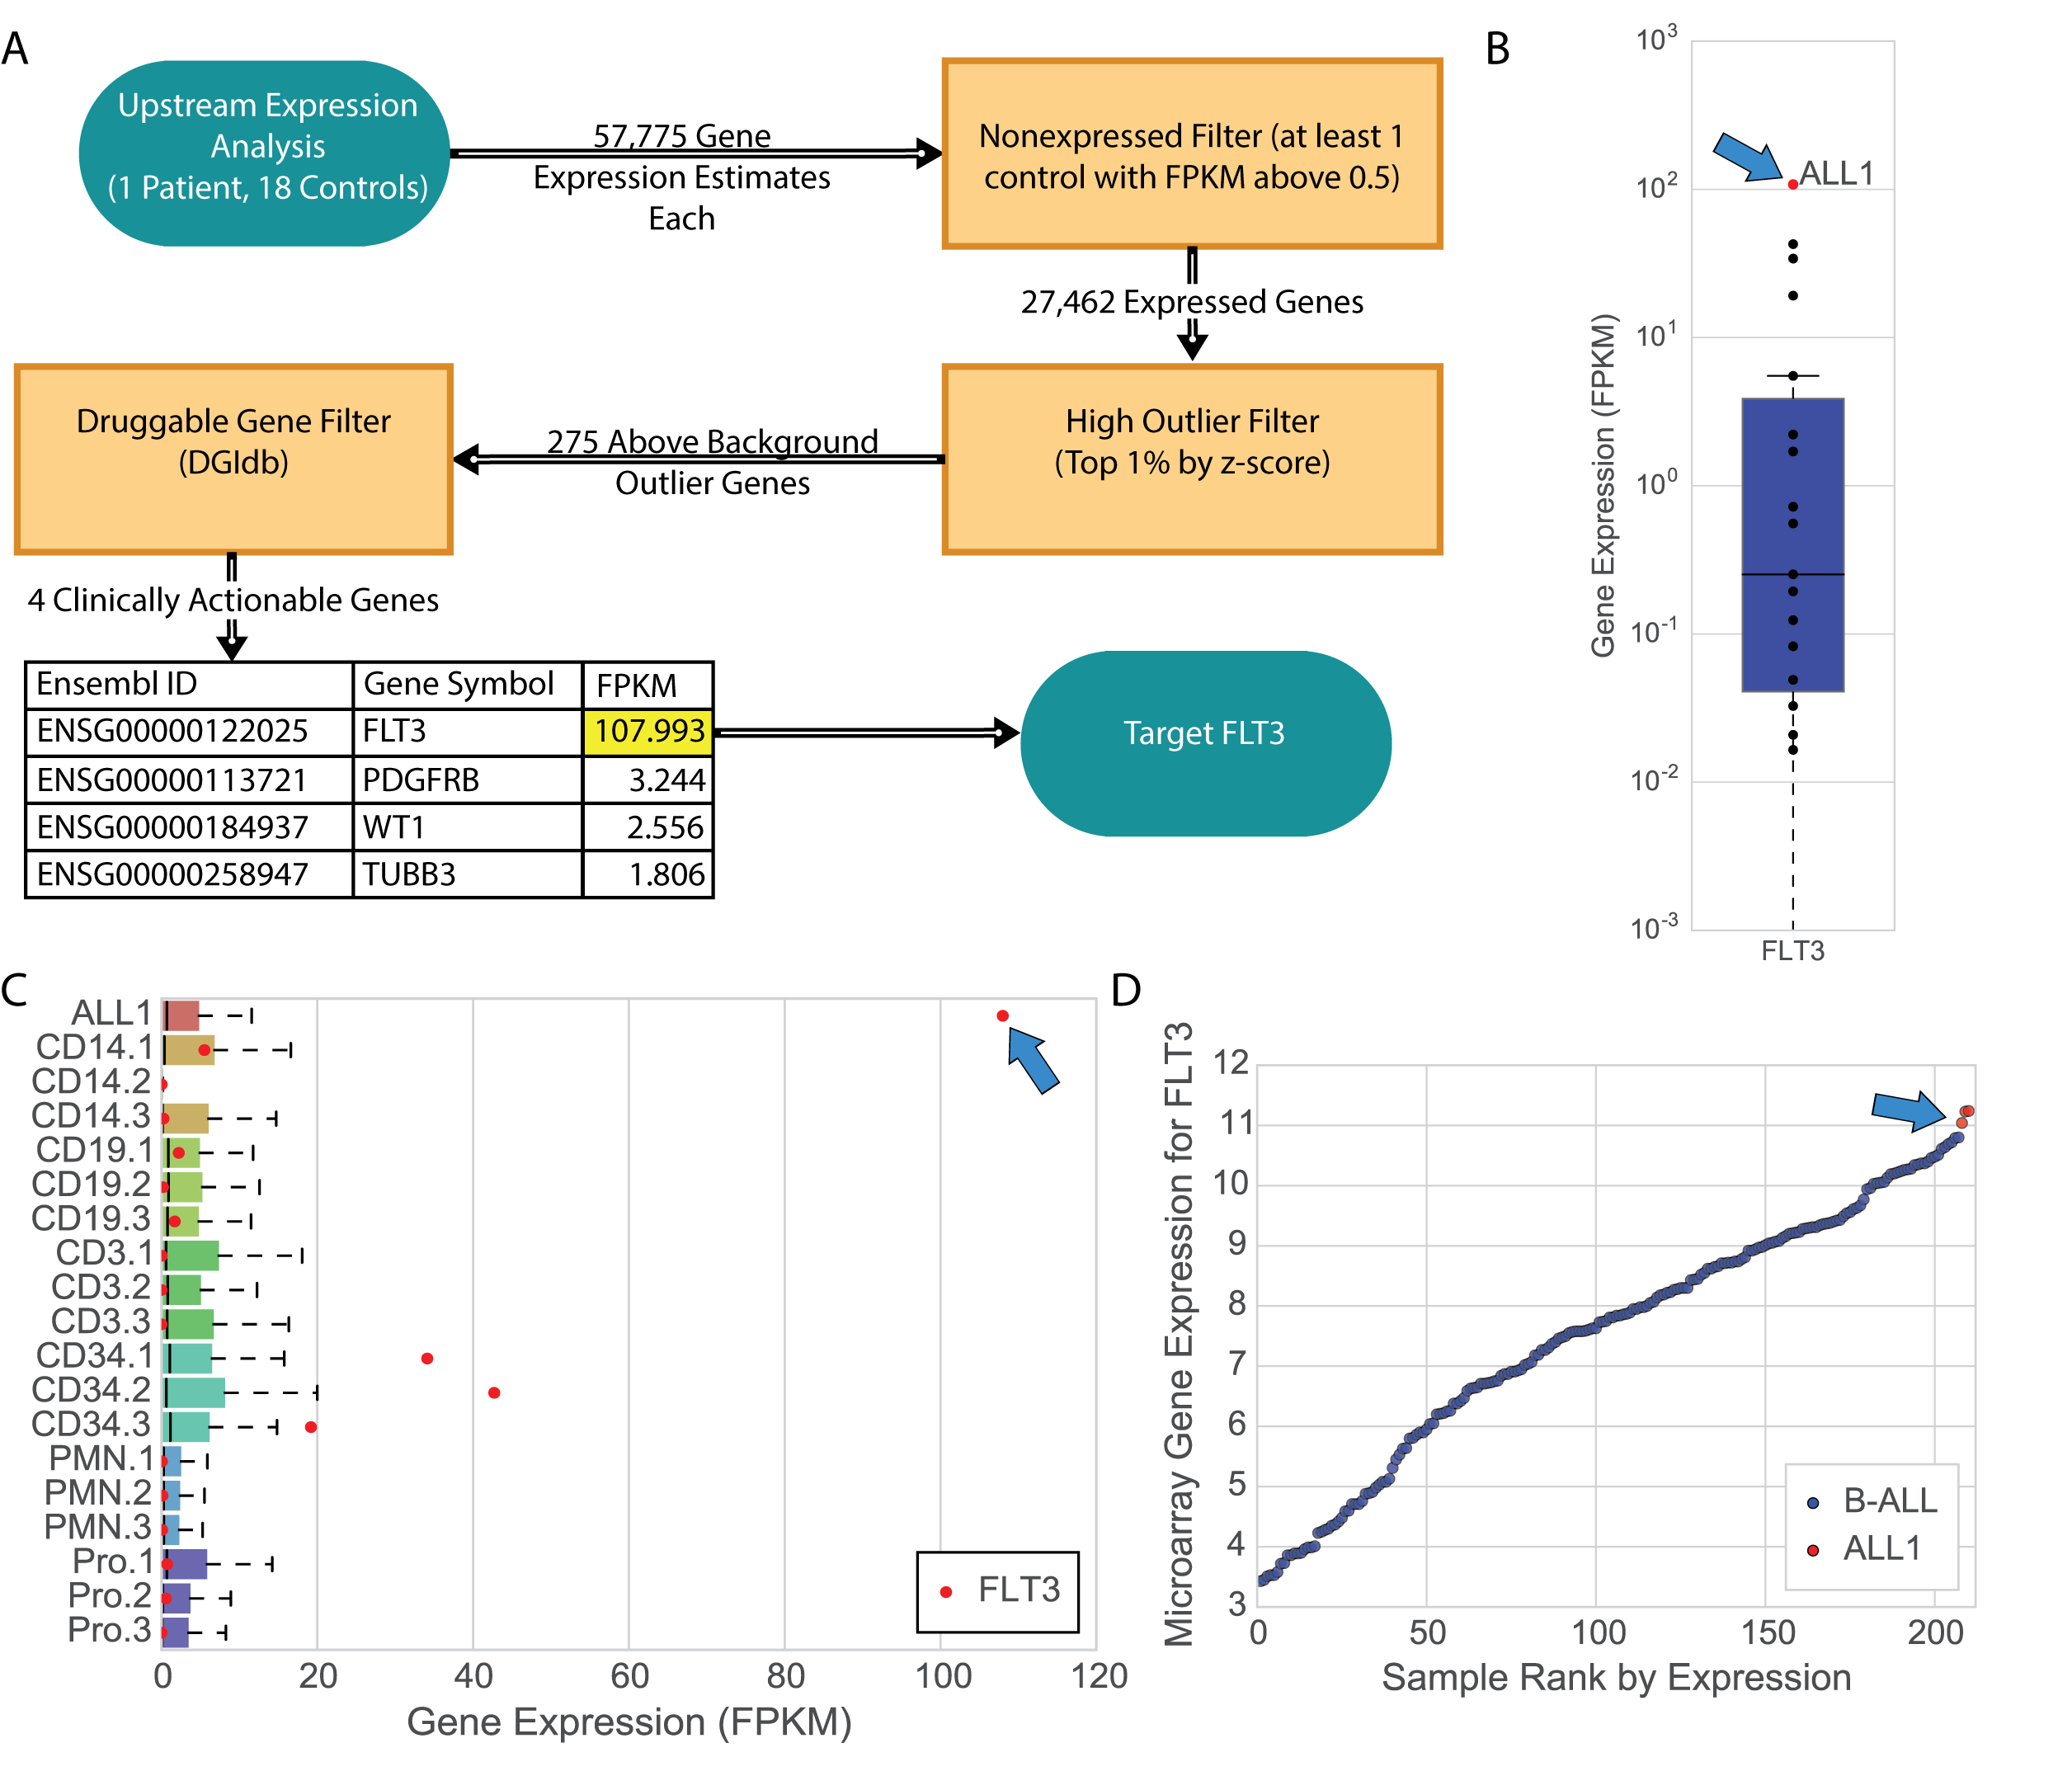 A
Upstream Expression
Analysis
(1 Patient, 18 Controls)
57,775 Gene
Expression Estimates
Each
Nonexpressed Filter (at least 1
control with FPKM above 0.5)
27,462 Expressed Genes
High Outlier Filter
(Top 1% by z-score)
275 Above Background
Outlier Genes
Druggable Gene Filter
(DGIdb)
4 Clinically Actionable Genes
Ensembl ID Gene Symbol FPKM
ENSG00000122025 FLT3 107.993
ENSG00000113721 PDGFRB 3.244
ENSG00000184937 WT1 2.556
ENSG00000258947 TUBB3 1.806
Target FLT3
B
Gene Expression (FPKM)
10^3
10^2
10^1
10^0
10^-1
10^-2
10^-3
ALL1
FLT3
C
ALL1
CD14.1
CD14.2
CD14.3
CD19.1
CD19.2
CD19.3
CD3.1
CD3.2
CD3.3
CD34.1
CD34.2
CD34.3
PMN.1
PMN.2
PMN.3
Pro.1
Pro.2
Pro.3
FLT3
0 20 40 60 80 100 120
Gene Expression (FPKM)
D
Microarray Gene Expression for FLT3
12
11
10
9
8
7
6
5
4
3
B-ALL
ALL1
0 50 100 150 200
Sample Rank by Expression